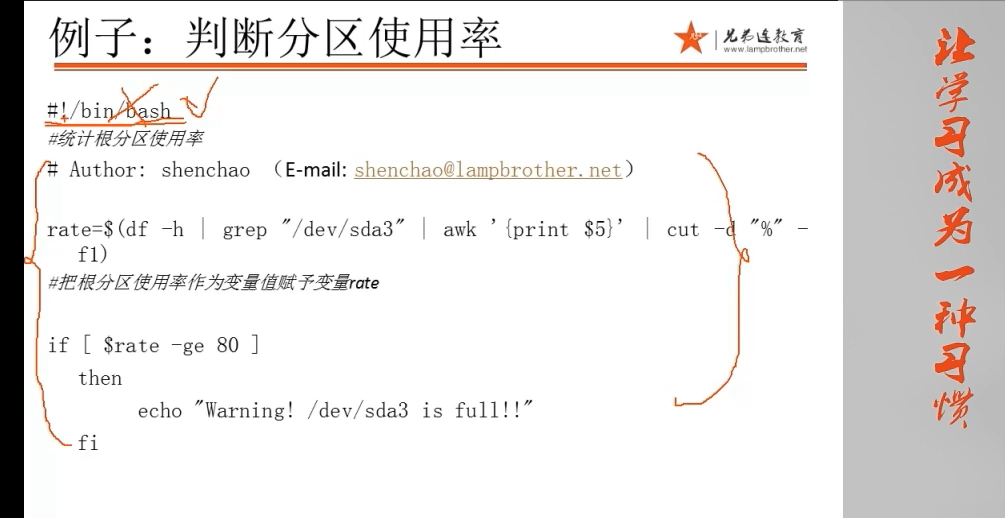 例子：判断分区使用率
兄弟连教育
www.lampbrother.net
#!/bin/bash
#统计根分区使用率
# Author: shenchao （E-mail: shenchao@lampbrother.net）
rate=$(df -h | grep "/dev/sda3" | awk '{print $5}' | cut -d "%" -
f1)
#把根分区使用率作为变量值赋予变量rate
if [ $rate -ge 80 ]
then
echo "Warning! /dev/sda3 is full!!"
fi
让学习成为一种习惯